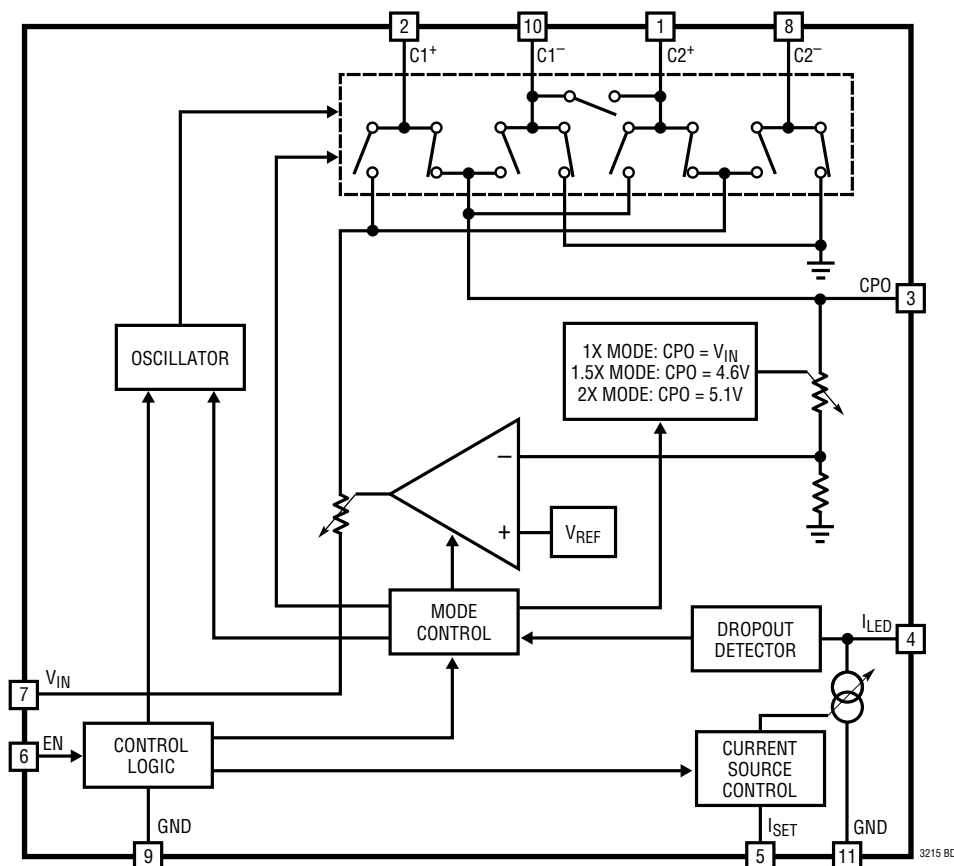 2
10
1
8
C1+
C1–
C2+
C2–
CPO
3
OSCILLATOR
1X MODE: CPO = VIN
1.5X MODE: CPO = 4.6V
2X MODE: CPO = 5.1V
–
+
VREF
MODE
CONTROL
DROPOUT
DETECTOR
ILED
4
7
VIN
6
EN
CONTROL
LOGIC
CURRENT
SOURCE
CONTROL
GND
ISET
GND
9
5
11
3215 BD